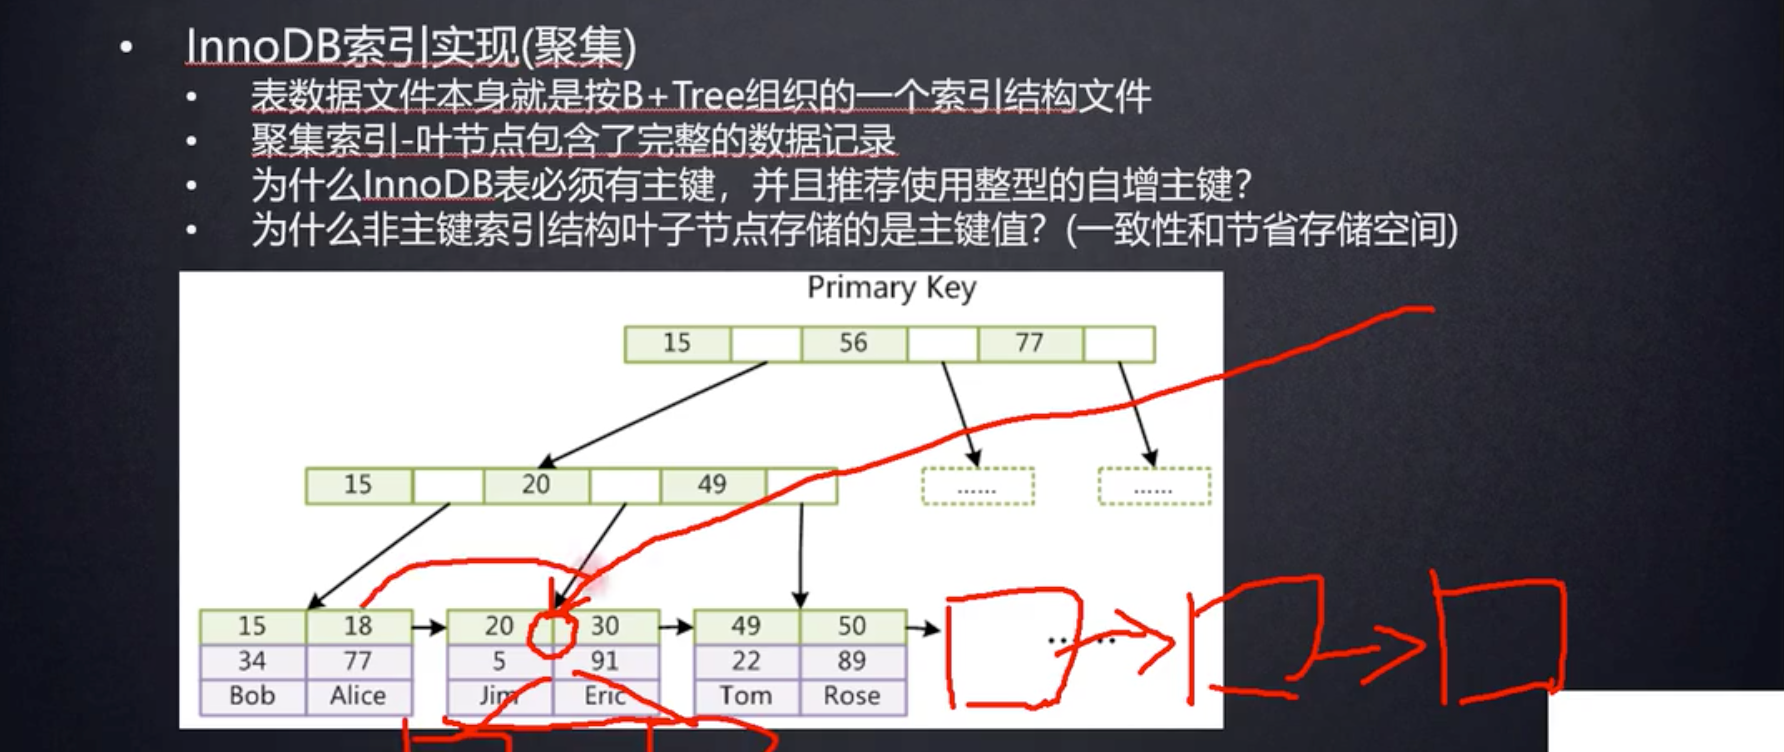 InnoDB索引实现(聚集)
表数据文件本身就是按B+Tree组织的一个索引结构文件
聚集索引-叶节点包含了完整的数据记录
为什么InnoDB表必须有主键，并且推荐使用整型的自增主键？
为什么非主键索引结构叶子节点存储的是主键值？(一致性和节省存储空间)
Primary Key
15 56 77
15 20 49 ...... ......
15 18 20 30 49 50
34 77 5 91 22 89
Bob Alice Jim Eric Tom Rose